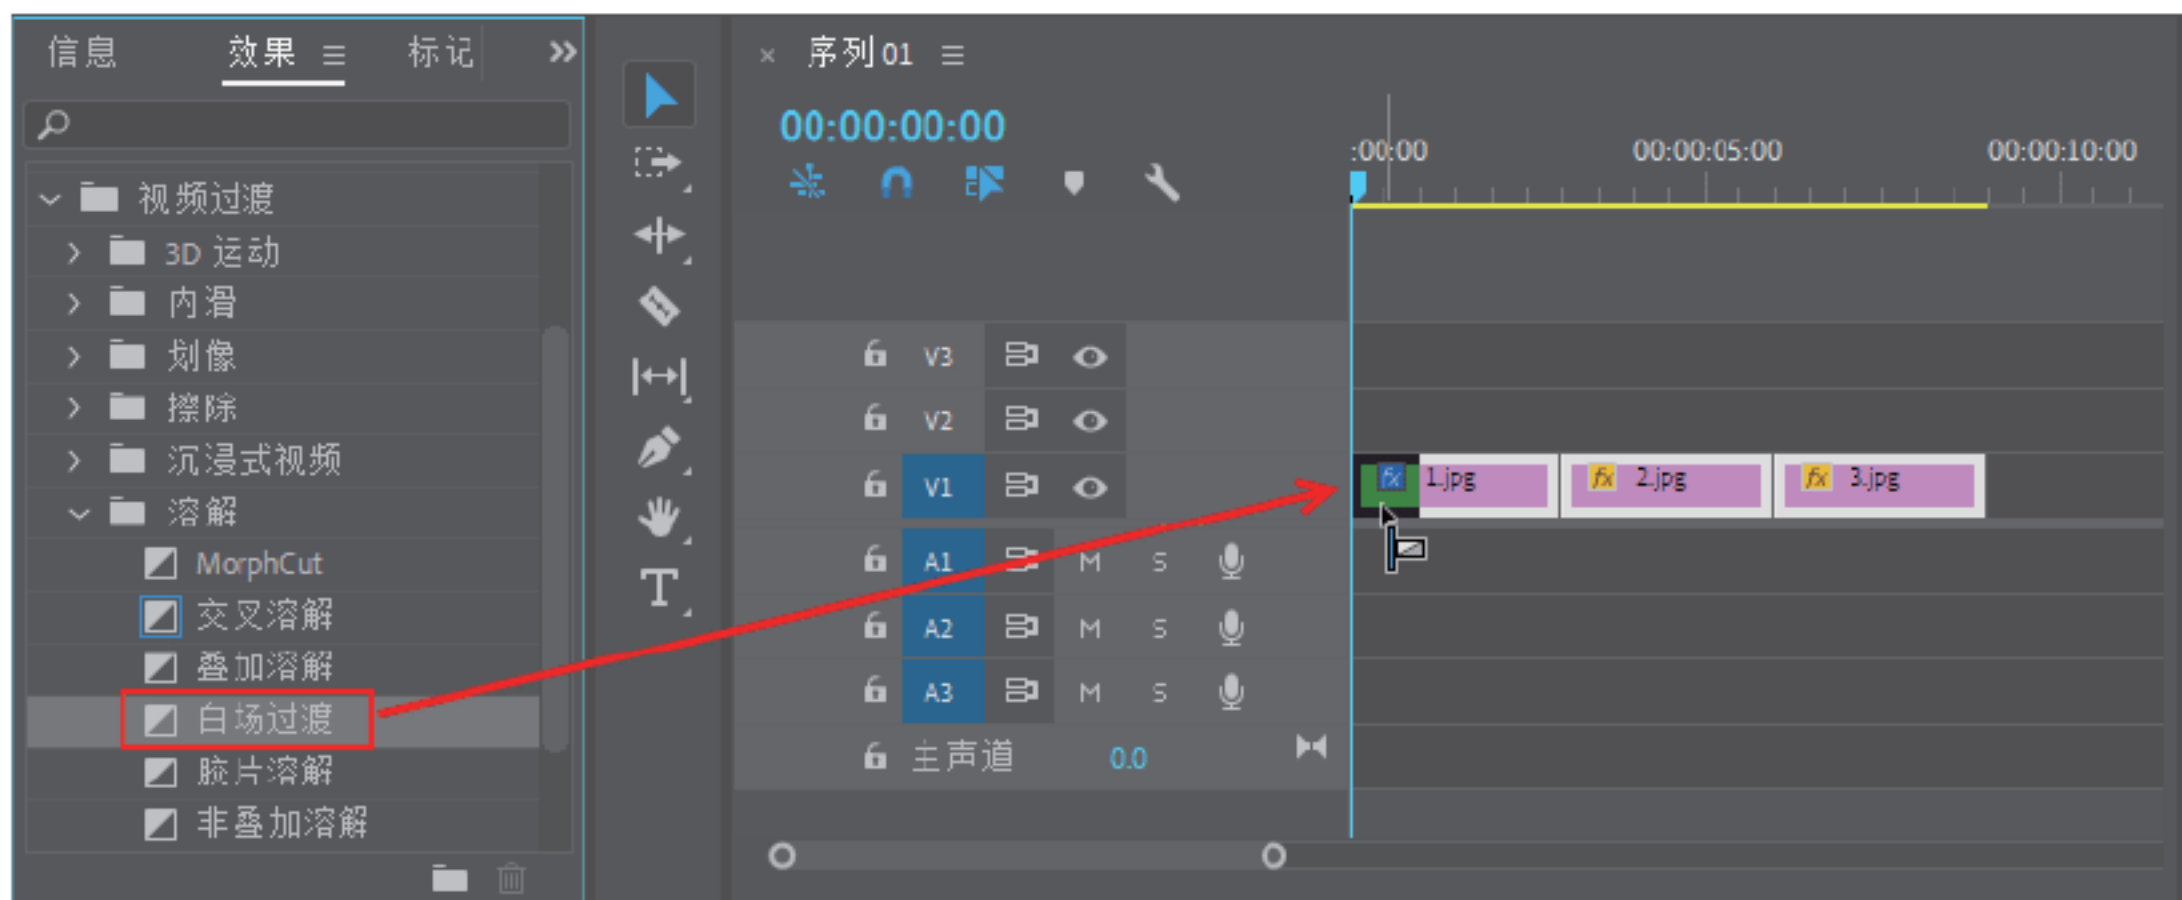 信息 效果 标记
视频过渡
3D 运动
内滑
划像
擦除
沉浸式视频
溶解
MorphCut
交叉溶解
叠加溶解
白场过渡
胶片溶解
非叠加溶解
T
× 序列 01
00:00:00:00
:00:00 00:00:05:00 00:00:10:00
V3
V2
V1 fx 1.jpg fx 2.jpg fx 3.jpg
A1 M S
A2 M S
A3 M S
主声道 0.0